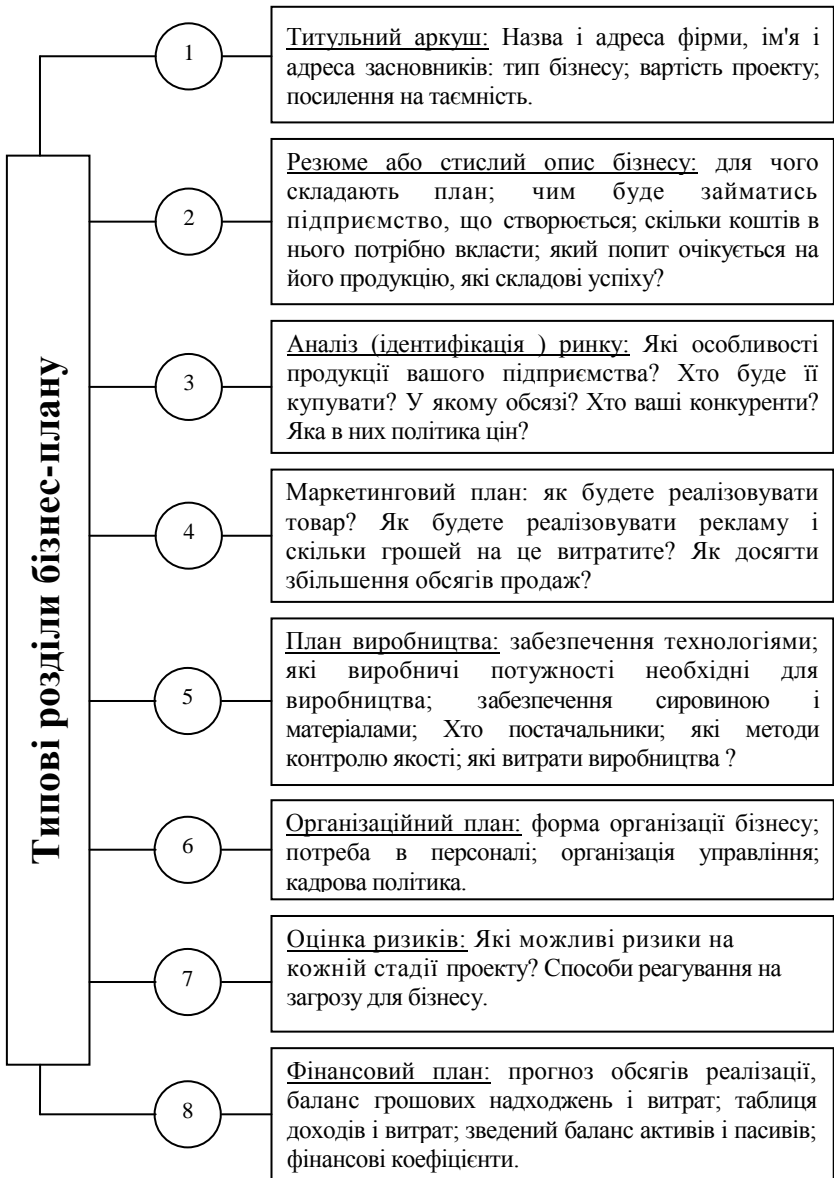 Типові розділи бізнес-плану
1
Титульний аркуш: Назва і адреса фірми, ім'я і
адреса засновників: тип бізнесу; вартість проекту;
посилення на таємність.
2
Резюме або стислий опис бізнесу: для чого
складають план; чим буде займатись
підприємство, що створюється; скільки коштів в
нього потрібно вкласти; який попит очікується на
його продукцію, які складові успіху?
3
Аналіз (ідентифікація ) ринку: Які особливості
продукції вашого підприємства? Хто буде її
купувати? У якому обсязі? Хто ваші конкуренти?
Яка в них політика цін?
4
Маркетинговий план: як будете реалізовувати
товар? Як будете реалізовувати рекламу і
скільки грошей на це витратите? Як досягти
збільшення обсягів продаж?
5
План виробництва: забезпечення технологіями;
які виробничі потужності необхідні для
виробництва; забезпечення сировиною і
матеріалами; Хто постачальники; які методи
контролю якості; які витрати виробництва ?
6
Організаційний план: форма організації бізнесу;
потреба в персоналі; організація управління;
кадрова політика.
7
Оцінка ризиків: Які можливі ризики на
кожній стадії проекту? Способи реагування на
загрозу для бізнесу.
8
Фінансовий план: прогноз обсягів реалізації,
баланс грошових надходжень і витрат; таблиця
доходів і витрат; зведений баланс активів і пасивів;
фінансові коефіцієнти.